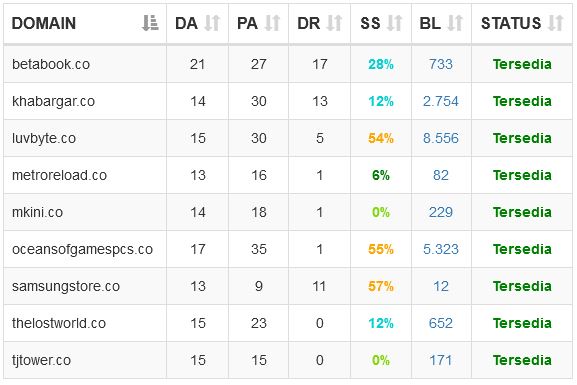 DOMAIN DA PA DR SS BL STATUS
betabook.co 21 27 17 28% 733 Tersedia
khabargar.co 14 30 13 12% 2.754 Tersedia
luvbyte.co 15 30 5 54% 8.556 Tersedia
metroreload.co 13 16 1 6% 82 Tersedia
mkini.co 14 18 1 0% 229 Tersedia
oceansofgamespcs.co 17 35 1 55% 5.323 Tersedia
samsungstore.co 13 9 11 57% 12 Tersedia
thelostworld.co 15 23 0 12% 652 Tersedia
tjtower.co 15 15 0 0% 171 Tersedia